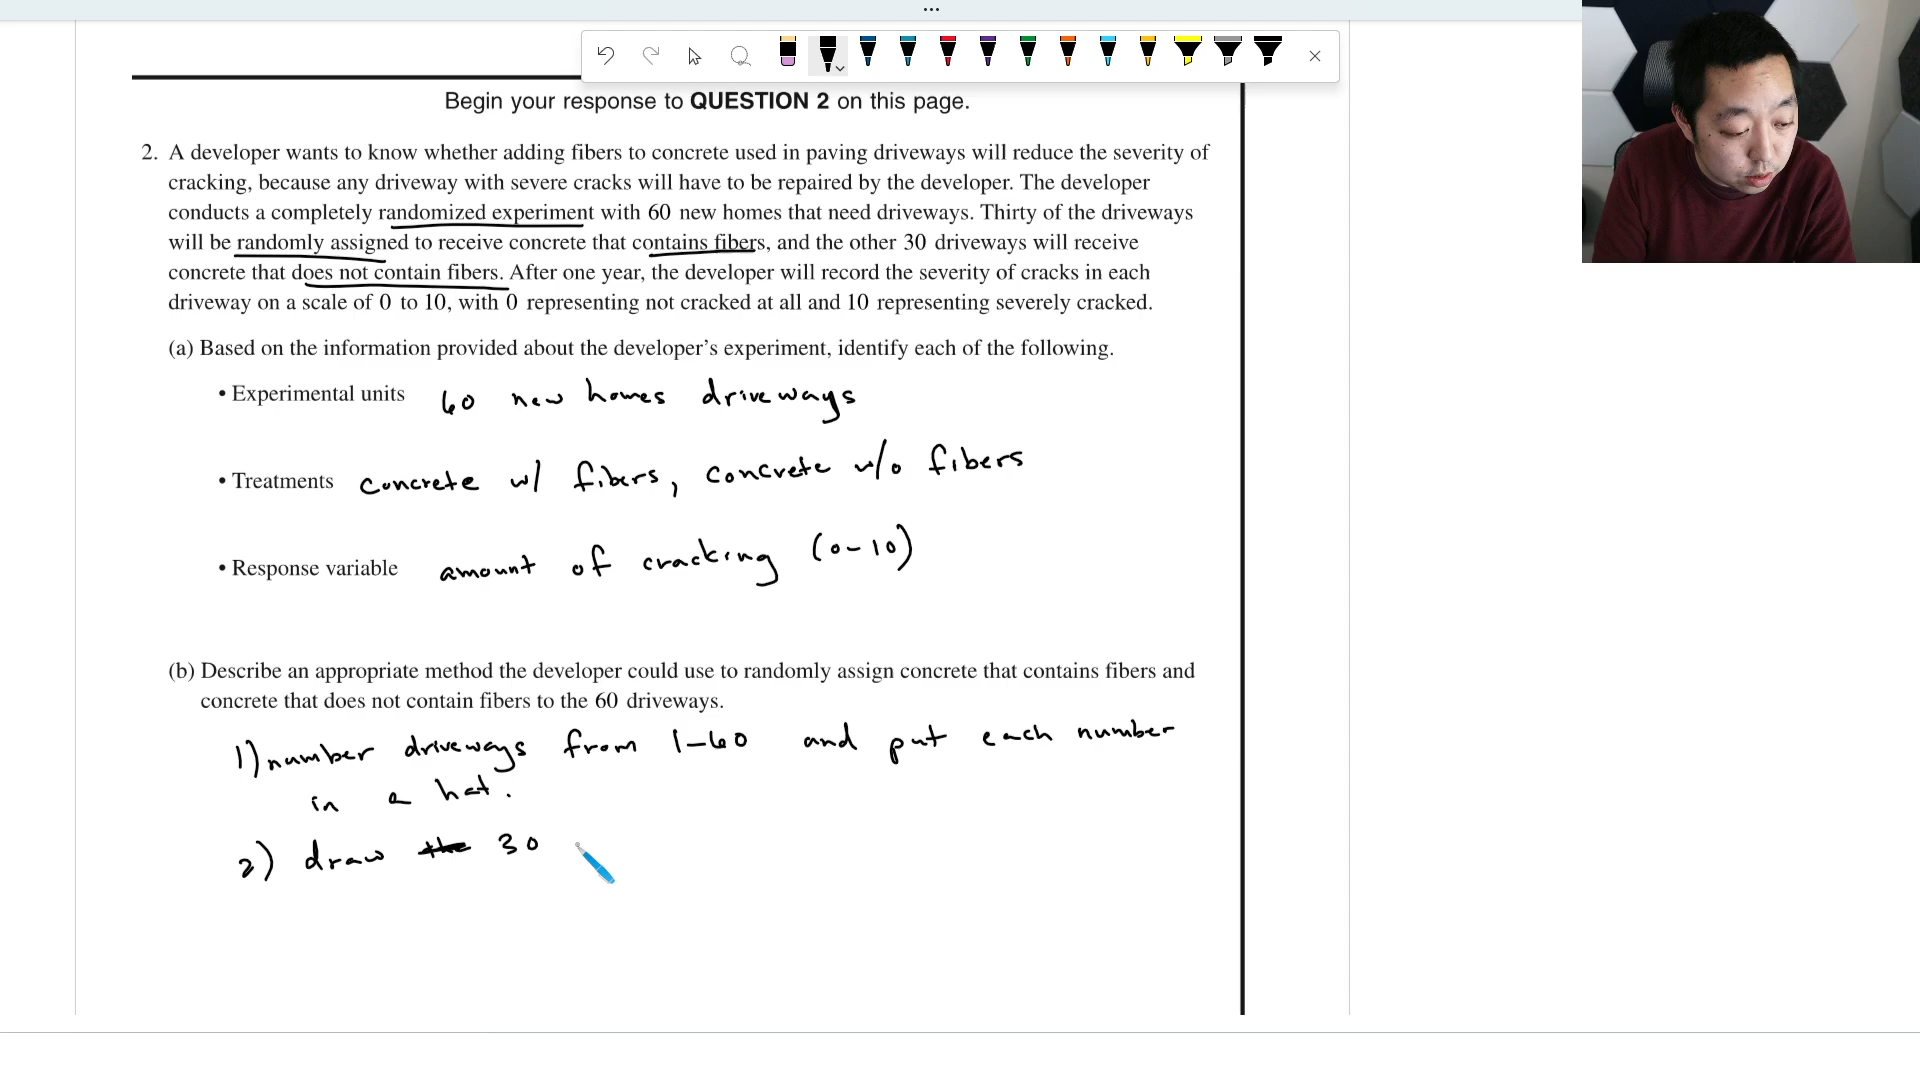 ...
Begin your response to QUESTION 2 on this page.
2. A developer wants to know whether adding fibers to concrete used in paving driveways will reduce the severity of
cracking, because any driveway with severe cracks will have to be repaired by the developer. The developer
conducts a completely randomized experiment with 60 new homes that need driveways. Thirty of the driveways
will be randomly assigned to receive concrete that contains fibers, and the other 30 driveways will receive
concrete that does not contain fibers. After one year, the developer will record the severity of cracks in each
driveway on a scale of 0 to 10, with 0 representing not cracked at all and 10 representing severely cracked.
(a) Based on the information provided about the developer's experiment, identify each of the following.
• Experimental units 60 new homes driveways
• Treatments concrete w/ fibers, concrete w/o fibers
• Response variable amount of cracking (0-10)
(b) Describe an appropriate method the developer could use to randomly assign concrete that contains fibers and
concrete that does not contain fibers to the 60 driveways.
1) number driveways from 1-60 and put each number
in a hat.
2) draw the 30